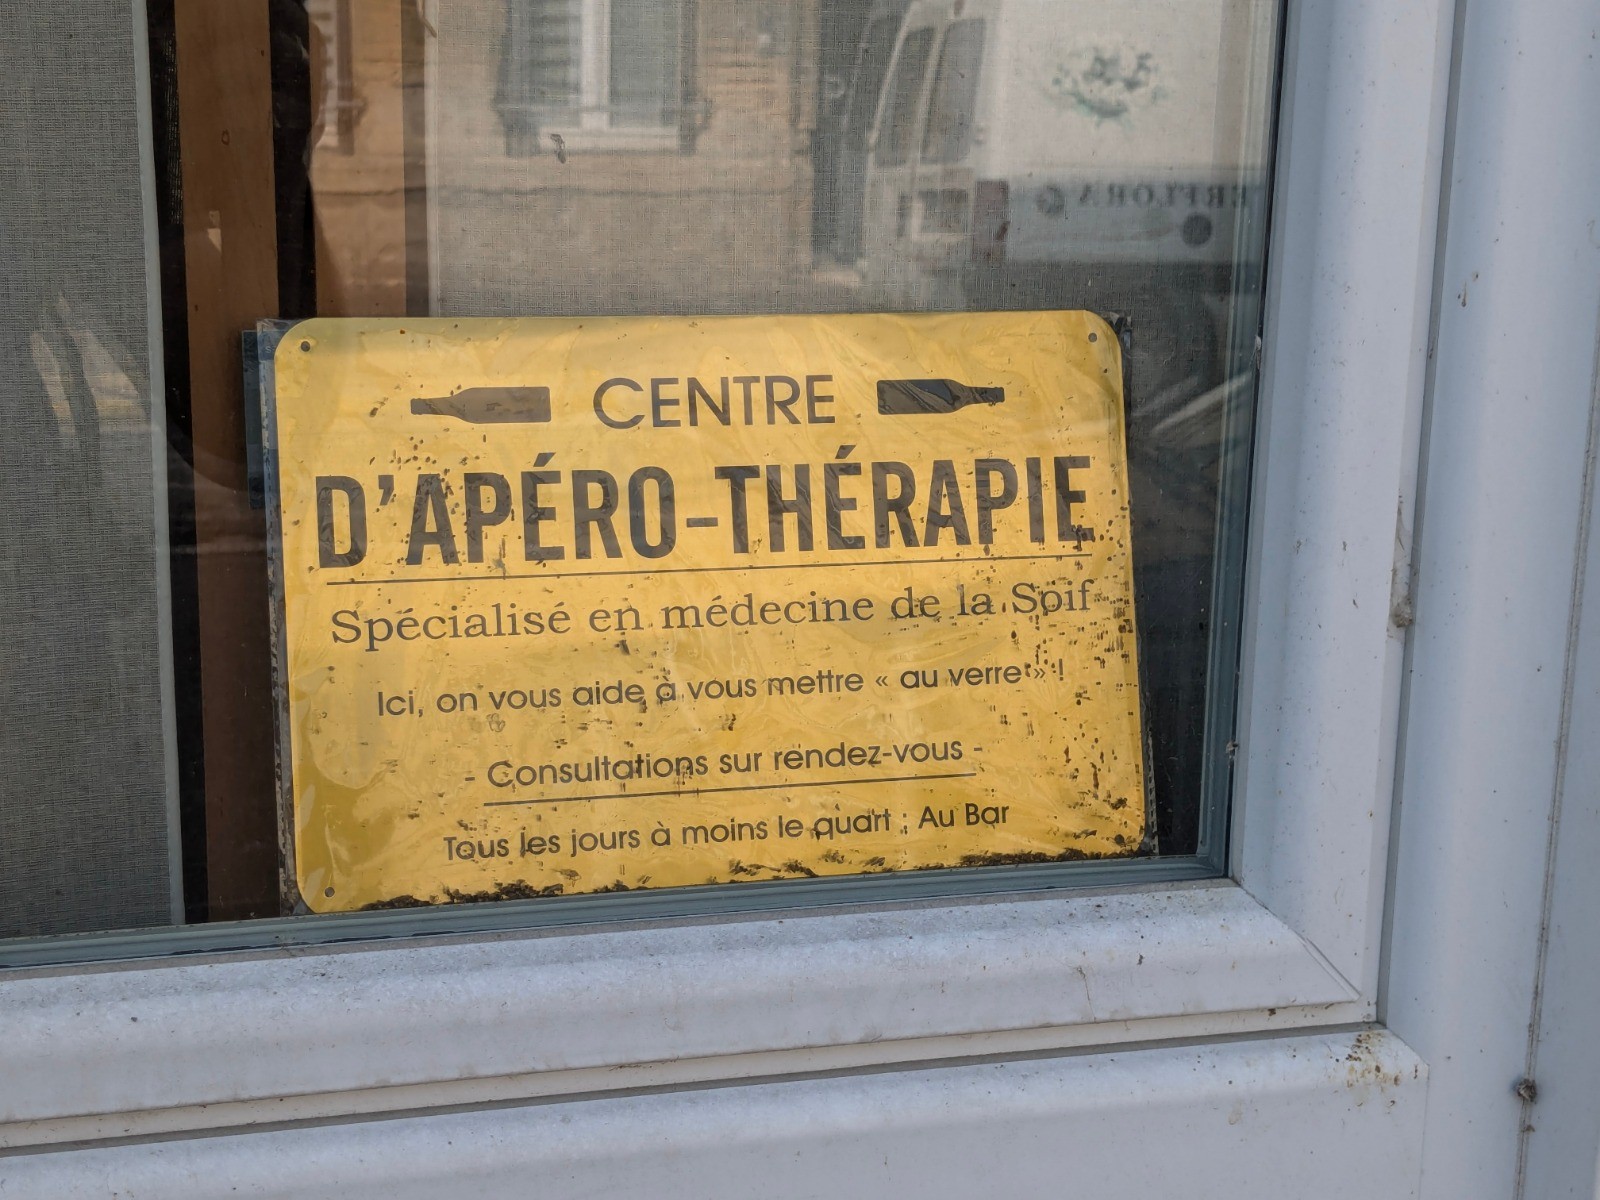 CENTRE
D'APÉRO-THÉRAPIE
Spécialisé en médecine de la Soif
Ici, on vous aide à vous mettre « au verre » !
- Consultations sur rendez-vous -
Tous les jours à moins le quart : Au Bar